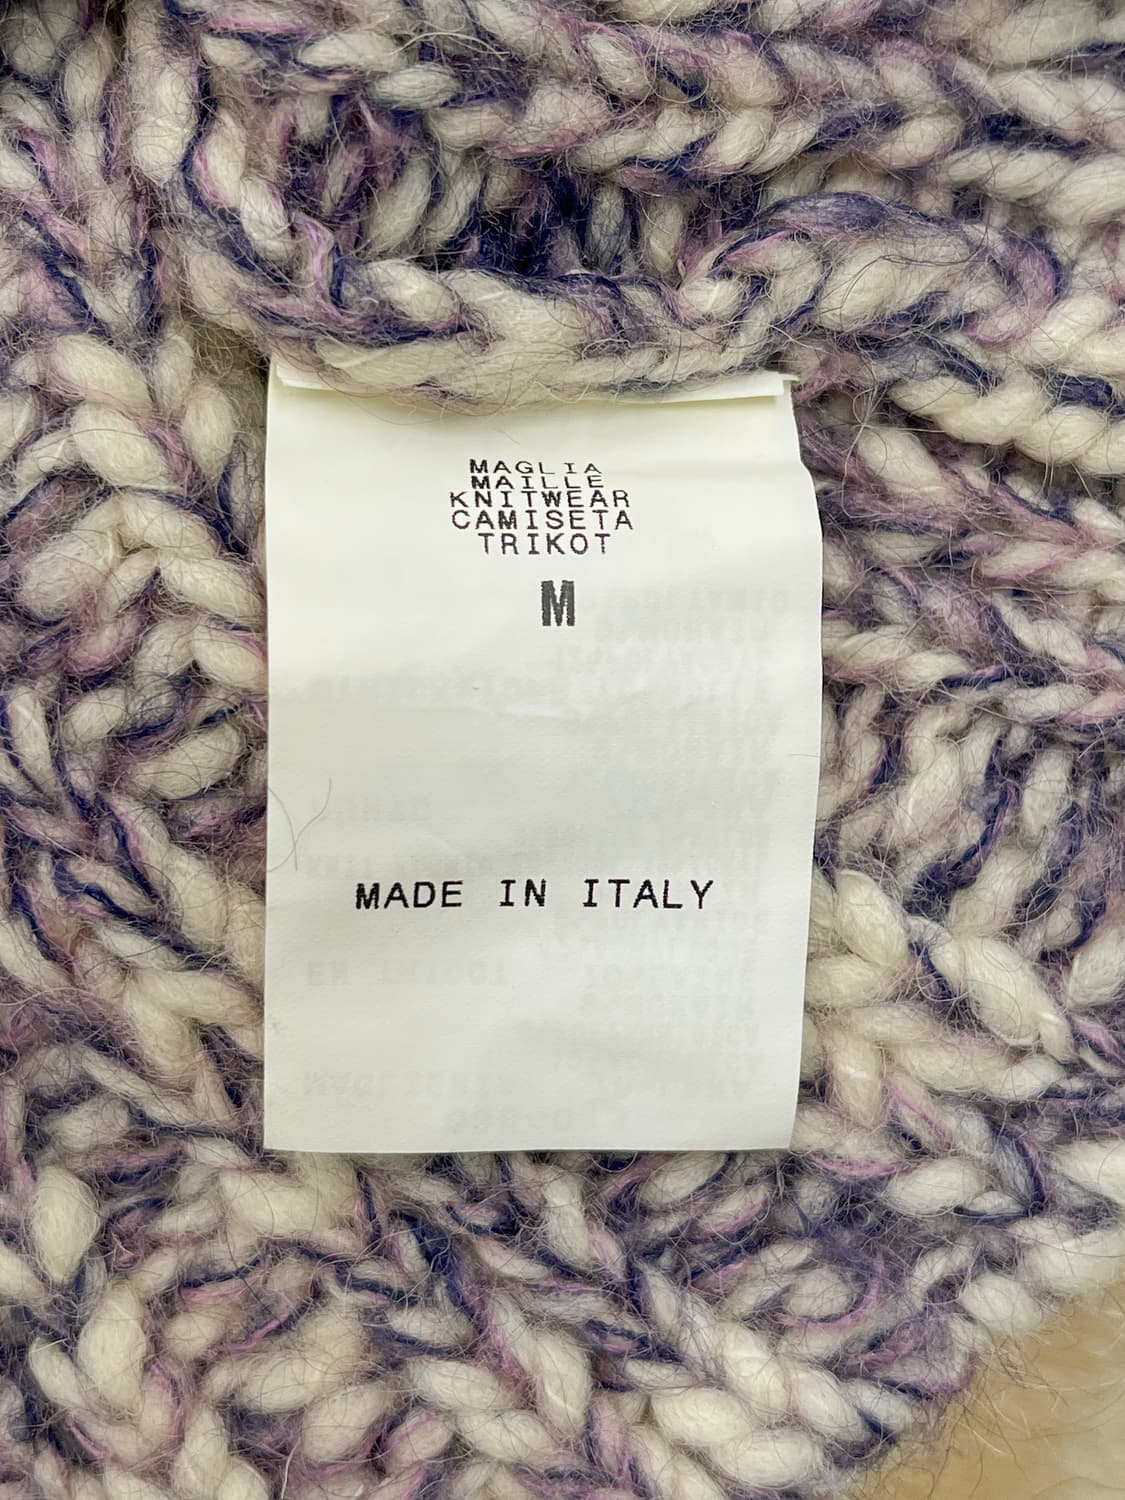 MAGLIA
MAILLE
KNITWEAR
CAMISETA
TRIKOT
M
MADE IN ITALY